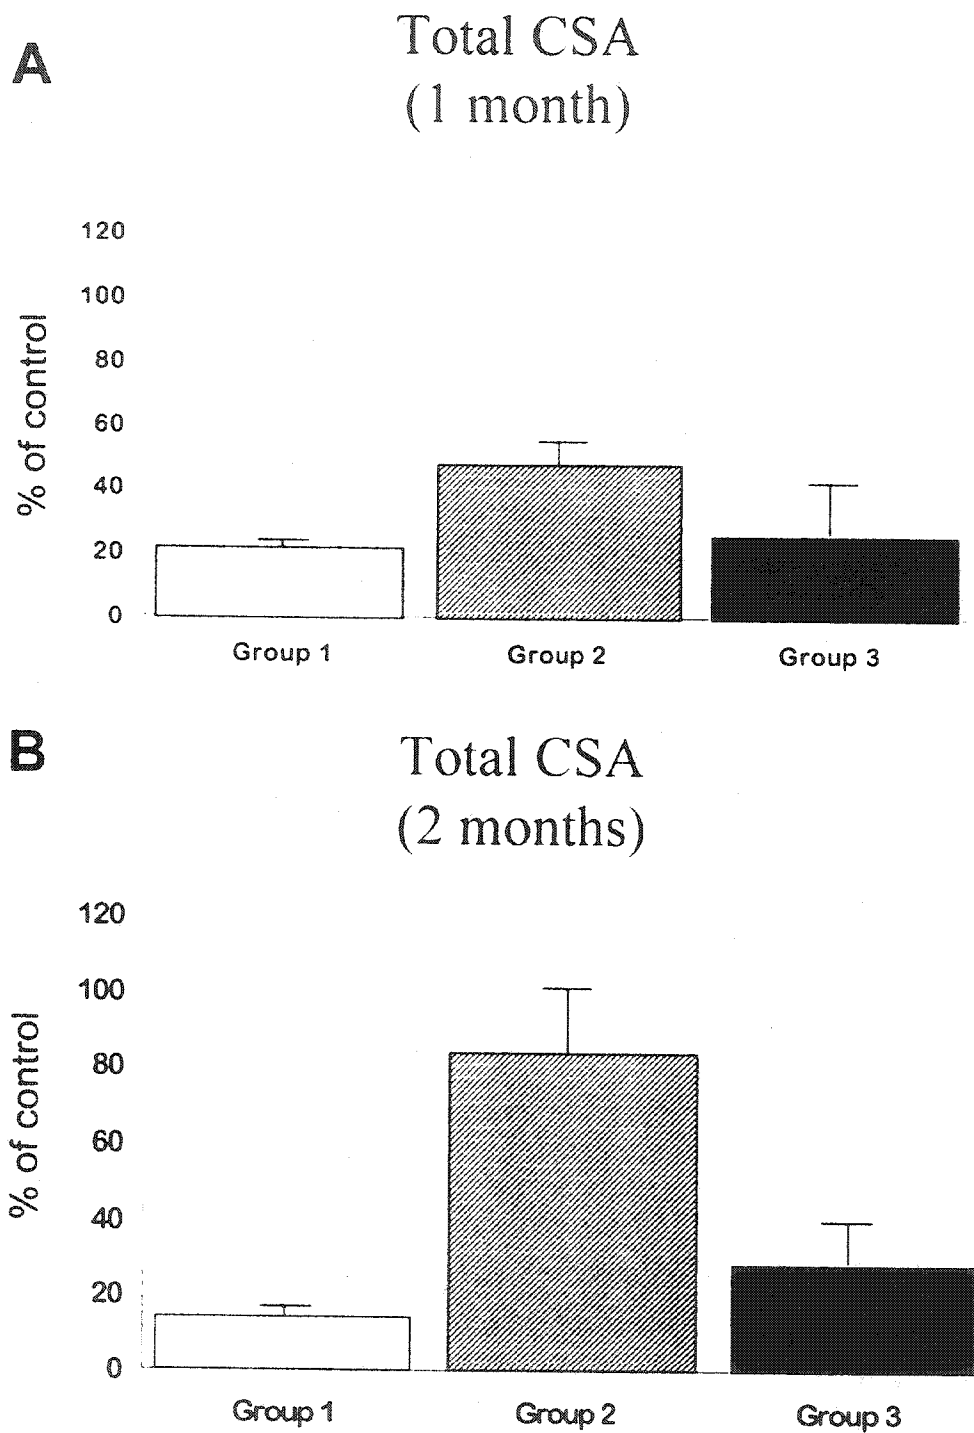 A
Total CSA
(1 month)
120
100
80
60
40
20
0
% of control
Group 1
Group 2
Group 3
B
Total CSA
(2 months)
120
100
80
60
40
20
0
% of control
Group 1
Group 2
Group 3